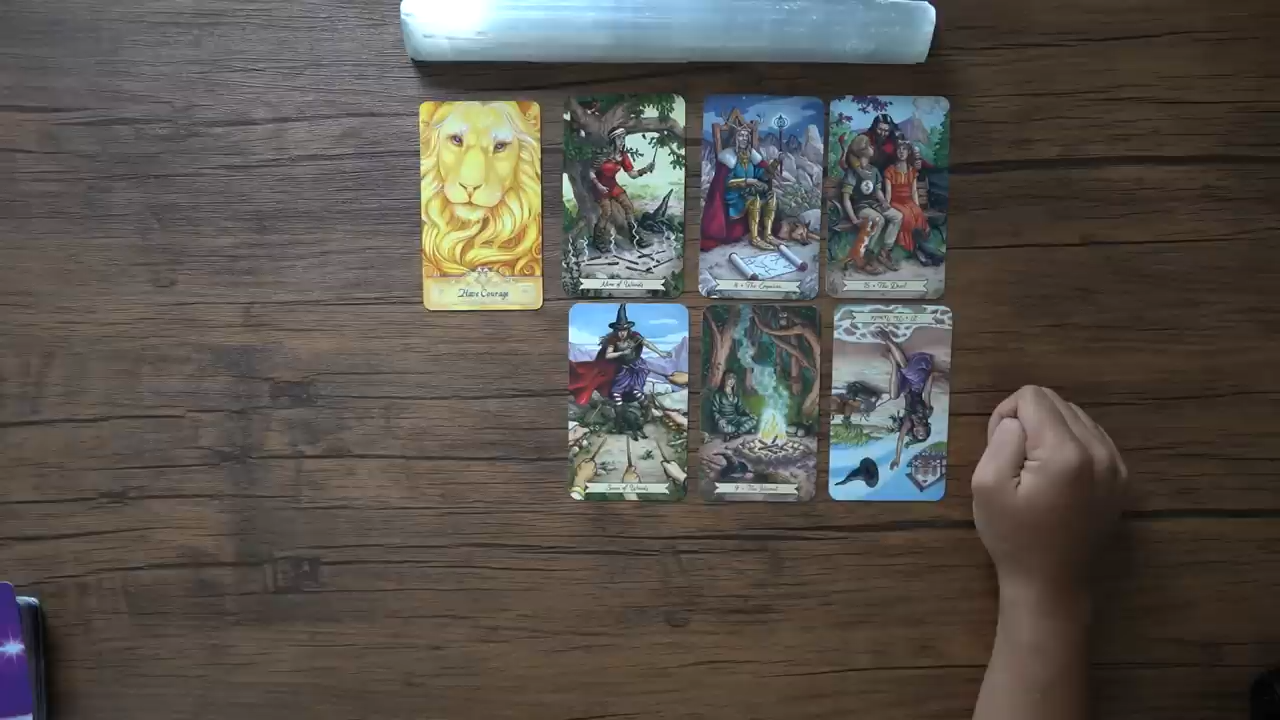 Have Courage
Nine of Wands
4 • The Emperor
15 • The Devil
Seven of Wands
9 • The Hermit